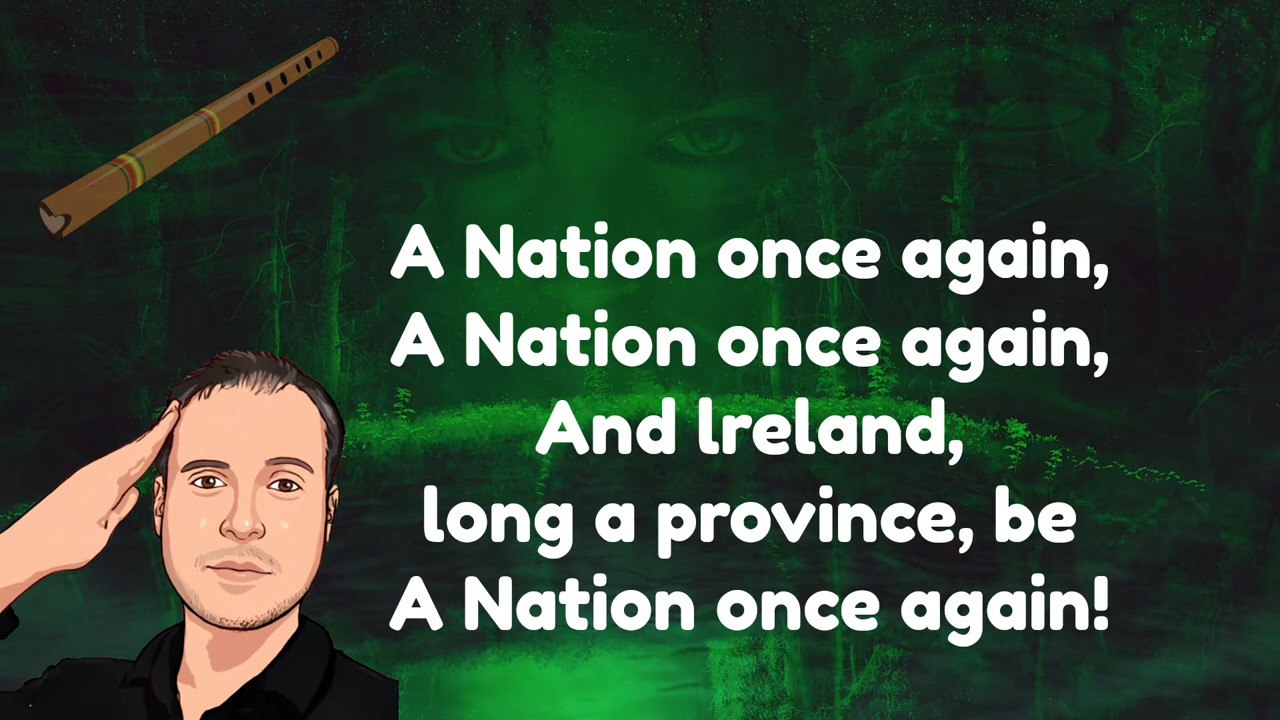 A Nation once again,
A Nation once again,
And Ireland,
long a province, be
A Nation once again!